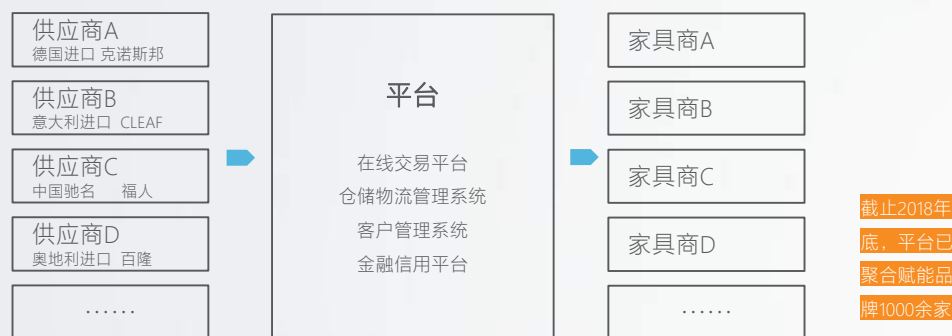 供应商A
德国进口 克诺斯邦
供应商B
意大利进口 CLEAF
供应商C
中国驰名 福人
供应商D
奥地利进口 百隆
······
平台
在线交易平台
仓储物流管理系统
客户管理系统
金融信用平台
家具商A
家具商B
家具商C
家具商D
······
截止2018年
底，平台已
聚合赋能品
牌1000余家